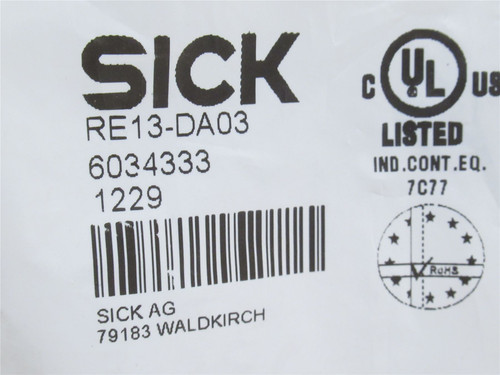 SICK
RE13-DA03
6034333
1229
SICK AG
79183 WALDKIRCH
C UL US
LISTED
IND.CONT.EQ.
7C77
RoHS